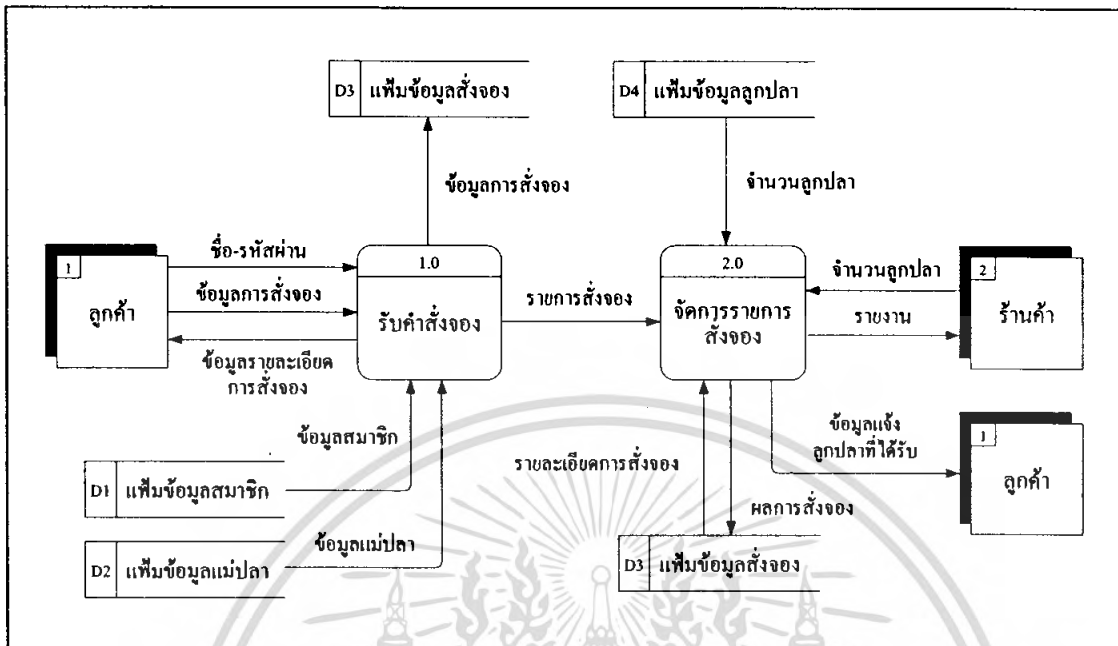 D3 แฟ้มข้อมูลสั่งจอง
D4 แฟ้มข้อมูลลูกปลา
ข้อมูลการสั่งจอง
จำนวนลูกปลา
1
ลูกค้า
ชื่อ-รหัสผ่าน
ข้อมูลการสั่งจอง
ข้อมูลรายละเอียด
การสั่งจอง
1.0
รับคำสั่งจอง
รายการสั่งจอง
2.0
จัดการรายการ
สั่งจอง
จำนวนลูกปลา
รายงาน
2
ร้านค้า
ข้อมูลสมาชิก
D1 แฟ้มข้อมูลสมาชิก
ข้อมูลแม่ปลา
D2 แฟ้มข้อมูลแม่ปลา
รายละเอียดการสั่งจอง
ผลการสั่งจอง
D3 แฟ้มข้อมูลสั่งจอง
ข้อมูลแจ้ง
ลูกปลาที่ได้รับ
1
ลูกค้า